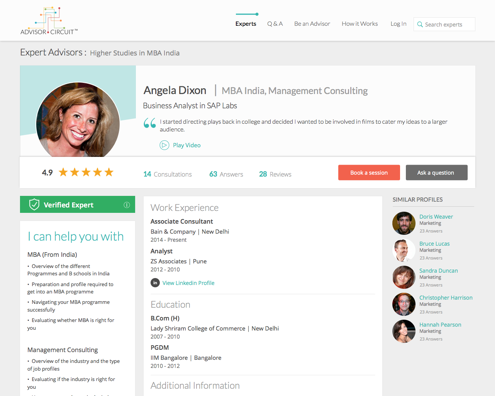 ADVISOR CIRCUIT™
Experts
Q & A
Be an Advisor
How it Works
Log in
Search experts
Expert Advisors : Higher Studies in MBA India
Angela Dixon | MBA India, Management Consulting
Business Analyst in SAP Labs
“ I started directing plays back in college and decided I wanted to be involved in films to cater my ideas to a larger
audience.
Play Video
4.9
14 Consultations
63 Answers
28 Reviews
Book a session
Ask a question
Verified Expert
I can help you with
MBA (From India)
• Overview of the different
Programmes and B schools in India
• Preparation and profile required to
get into an MBA programme
• Navigating your MBA programme
successfully
• Evaluating whether MBA is right for
you
Management Consulting
• Overview of the industry and the type
of job profiles
• Evaluating if the industry is right for
you
Work Experience
Associate Consultant
Bain & Company | New Delhi
2014 - Present
Analyst
ZS Associates | Pune
2012 - 2010
in View LinkedIn Profile
Education
B.Com (H)
Lady Shriram College of Commerce | New Delhi
2007 - 2010
PGDM
IIM Bangalore | Bangalore
2010 - 2012
Additional Information
SIMILAR PROFILES
Doris Weaver
Marketing
23 Answers
Bruce Lucas
Marketing
23 Answers
Sandra Duncan
Marketing
23 Answers
Christopher Harrison
Marketing
23 Answers
Hannah Pearson
Marketing
23 Answers